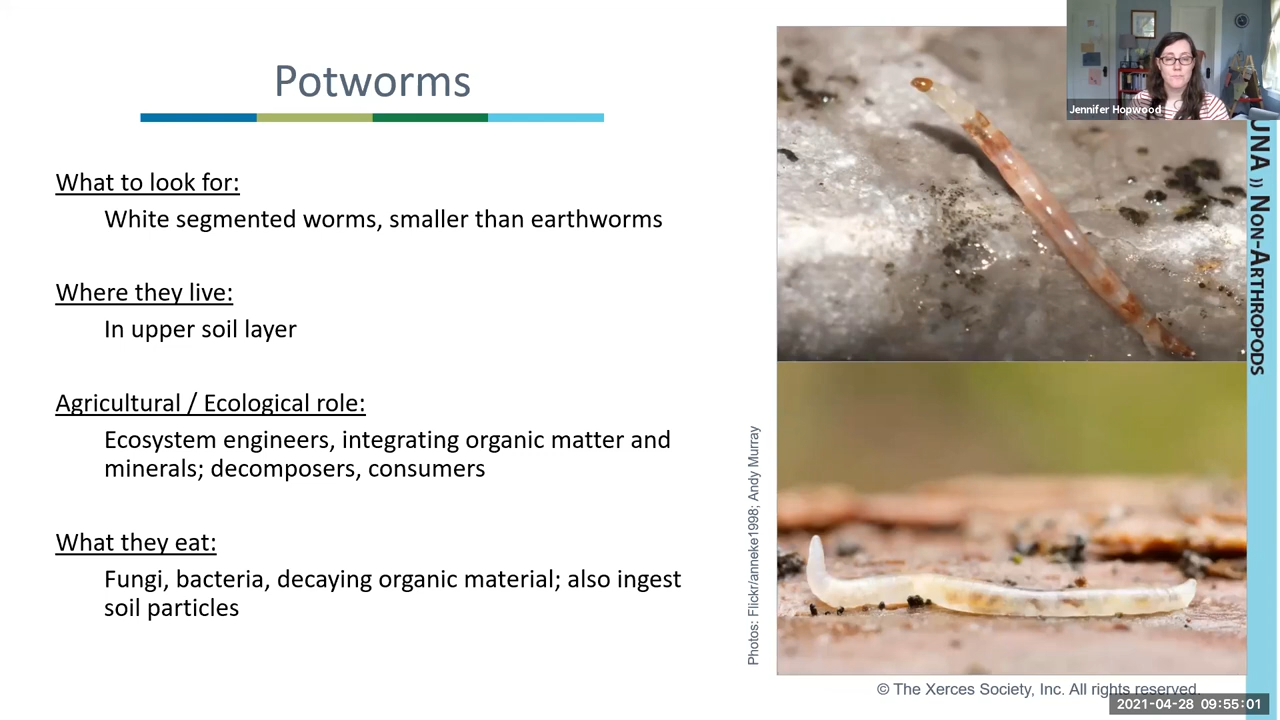 Potworms
What to look for:
White segmented worms, smaller than earthworms
Where they live:
In upper soil layer
Agricultural / Ecological role:
Ecosystem engineers, integrating organic matter and
minerals; decomposers, consumers
What they eat:
Fungi, bacteria, decaying organic material; also ingest
soil particles
Photos: Flickr/anneke1998; Andy Murray
© The Xerces Society, Inc. All rights reserved.
Jennifer Hopwood
UNA » NON-ARTHROPODS
2021-04-28 09:55:01